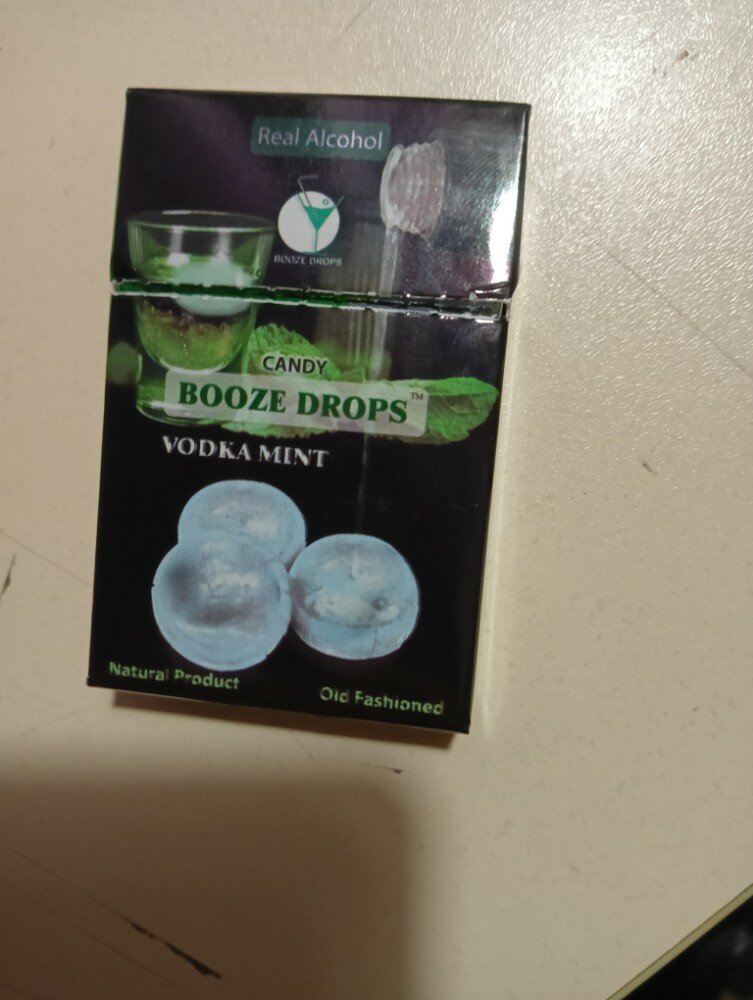 Real Alcohol
BOOZE DROPS
CANDY
BOOZE DROPS™
VODKA MINT
Natural Product
Old Fashioned